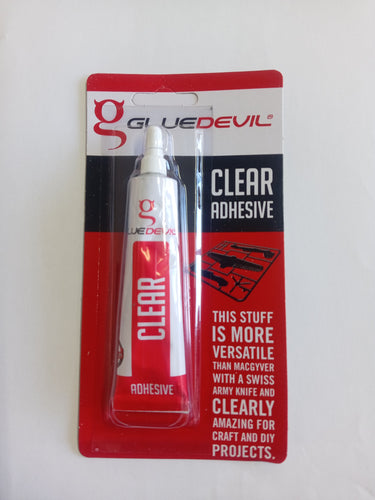 g GLUEDEVIL®
CLEAR
ADHESIVE
g
GLUEDEVIL
CLEAR
ADHESIVE
THIS STUFF
IS MORE
VERSATILE
THAN MACGYVER
WITH A SWISS
ARMY KNIFE AND
CLEARLY
AMAZING FOR
CRAFT AND DIY
PROJECTS.